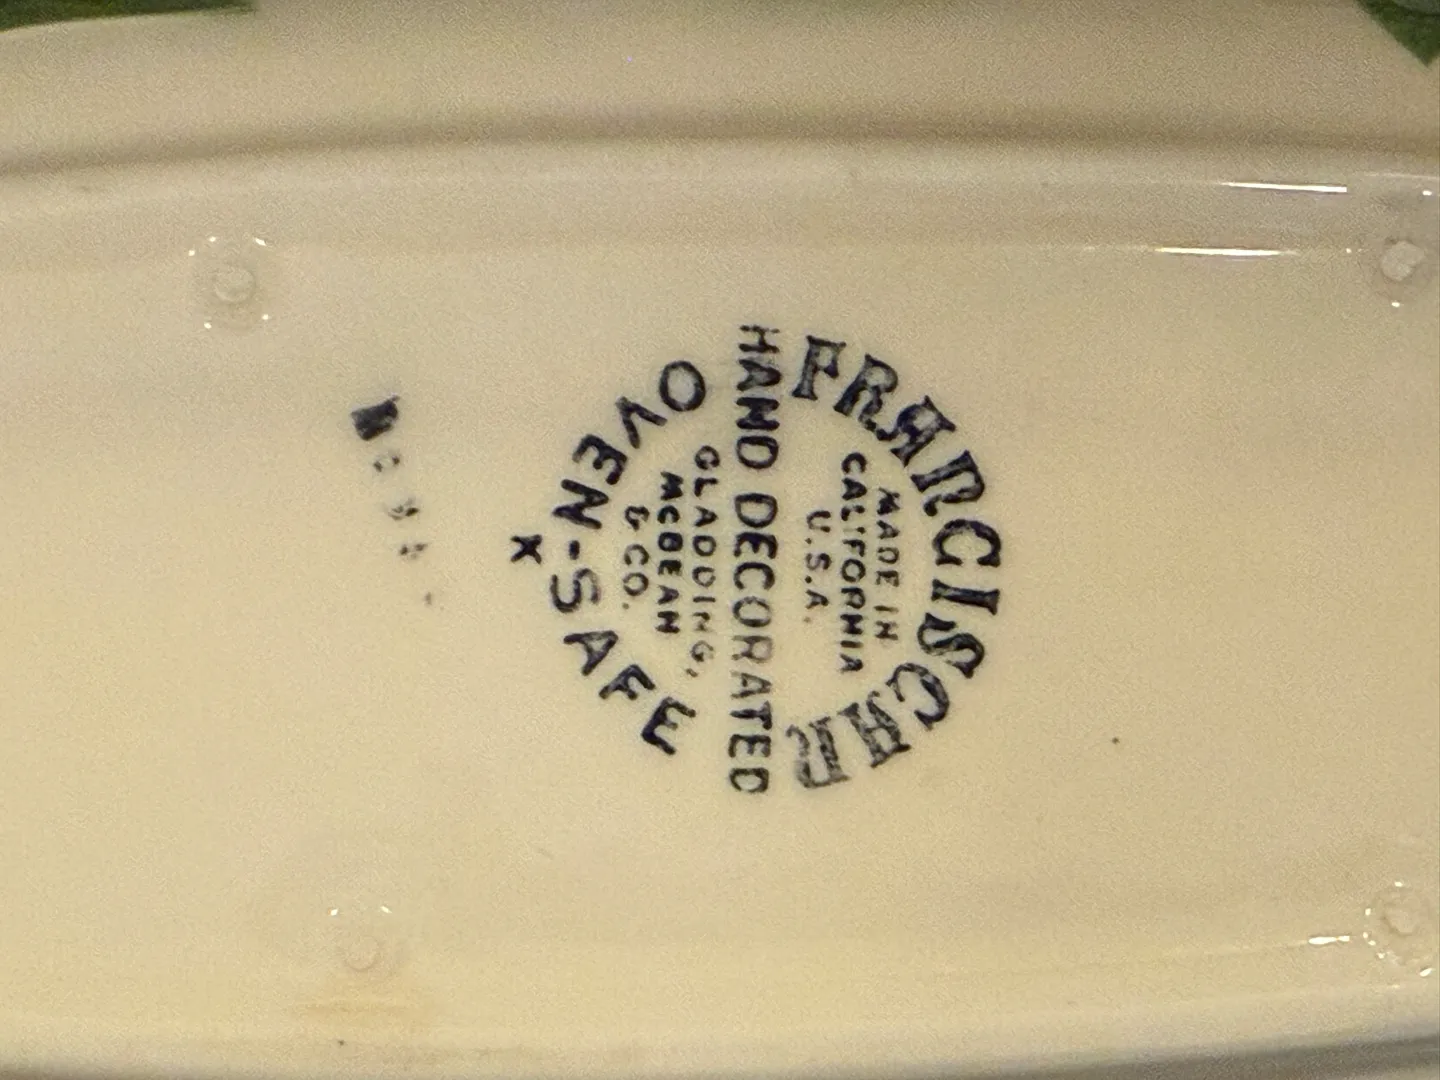 FRANCISCAN
MADE IN
CALIFORNIA
U.S.A.
HAND DECORATED
GLADDING,
MCBEAN
& CO.
OVEN-SAFE
x